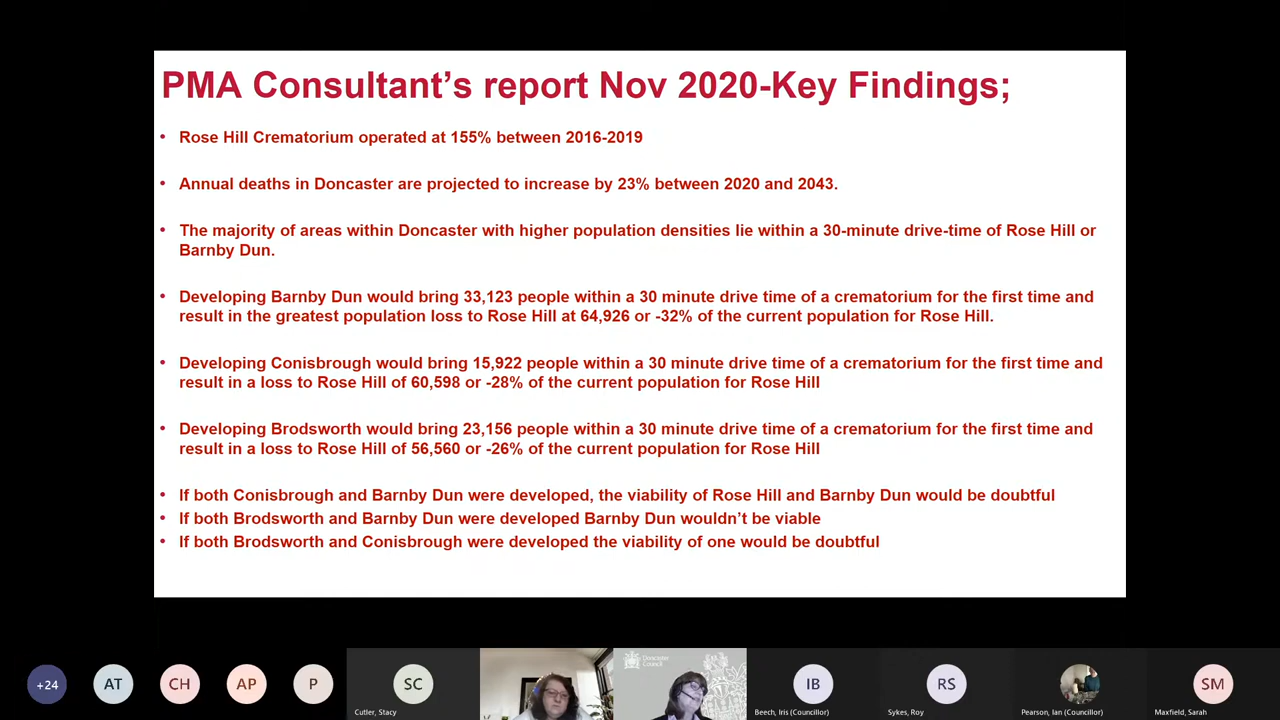 PMA Consultant's report Nov 2020-Key Findings;
• Rose Hill Crematorium operated at 155% between 2016-2019
• Annual deaths in Doncaster are projected to increase by 23% between 2020 and 2043.
• The majority of areas within Doncaster with higher population densities lie within a 30-minute drive-time of Rose Hill or
Barnby Dun.
• Developing Barnby Dun would bring 33,123 people within a 30 minute drive time of a crematorium for the first time and
result in the greatest population loss to Rose Hill at 64,926 or -32% of the current population for Rose Hill.
• Developing Conisbrough would bring 15,922 people within a 30 minute drive time of a crematorium for the first time and
result in a loss to Rose Hill of 60,598 or -28% of the current population for Rose Hill
• Developing Brodsworth would bring 23,156 people within a 30 minute drive time of a crematorium for the first time and
result in a loss to Rose Hill of 56,560 or -26% of the current population for Rose Hill
• If both Conisbrough and Barnby Dun were developed, the viability of Rose Hill and Barnby Dun would be doubtful
• If both Brodsworth and Barnby Dun were developed Barnby Dun wouldn't be viable
• If both Brodsworth and Conisbrough were developed the viability of one would be doubtful
+24
AT
CH
AP
P
SC
Cutler, Stacy
Doncaster
Council
IB
Beech, Iris (Councillor)
RS
Sykes, Roy
Pearson, Ian (Councillor)
SM
Maxfield, Sarah